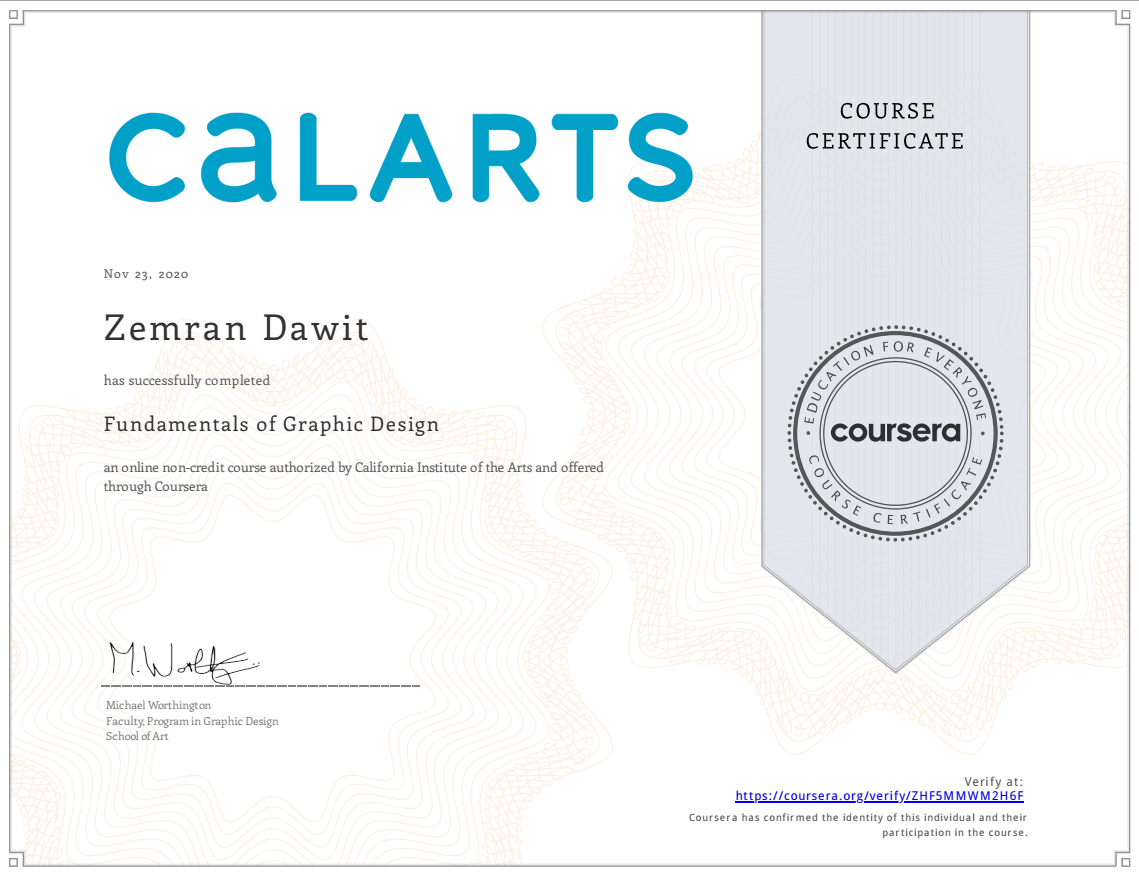 CALARTS
COURSE
CERTIFICATE
Nov 23, 2020
Zemran Dawit
has successfully completed
Fundamentals of Graphic Design
an online non-credit course authorized by California Institute of the Arts and offered
through Coursera
EDUCATION FOR EVERYONE
coursera
COURSE CERTIFICATE
Michael Worthington
Faculty, Program in Graphic Design
School of Art
Verify at:
https://coursera.org/verify/ZHF5MMWM2H6F
Coursera has confirmed the identity of this individual and their
participation in the course.